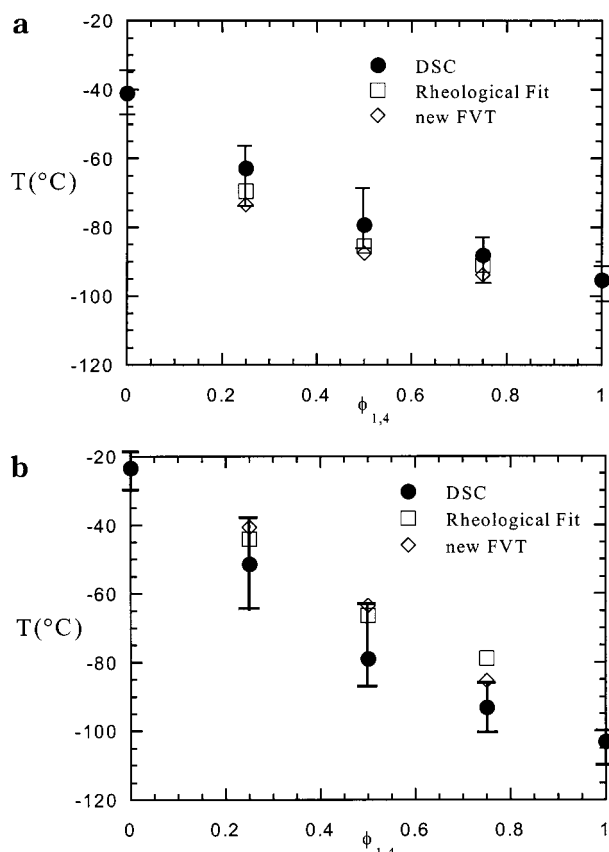 a
-20
-40
-60
-80
-100
-120
T(°C)
DSC
Rheological Fit
new FVT
0 0.2 0.4 0.6 0.8 1
ϕ1,4
b
-20
-40
-60
-80
-100
-120
T(°C)
DSC
Rheological Fit
new FVT
0 0.2 0.4 0.6 0.8 1
ϕ1,4